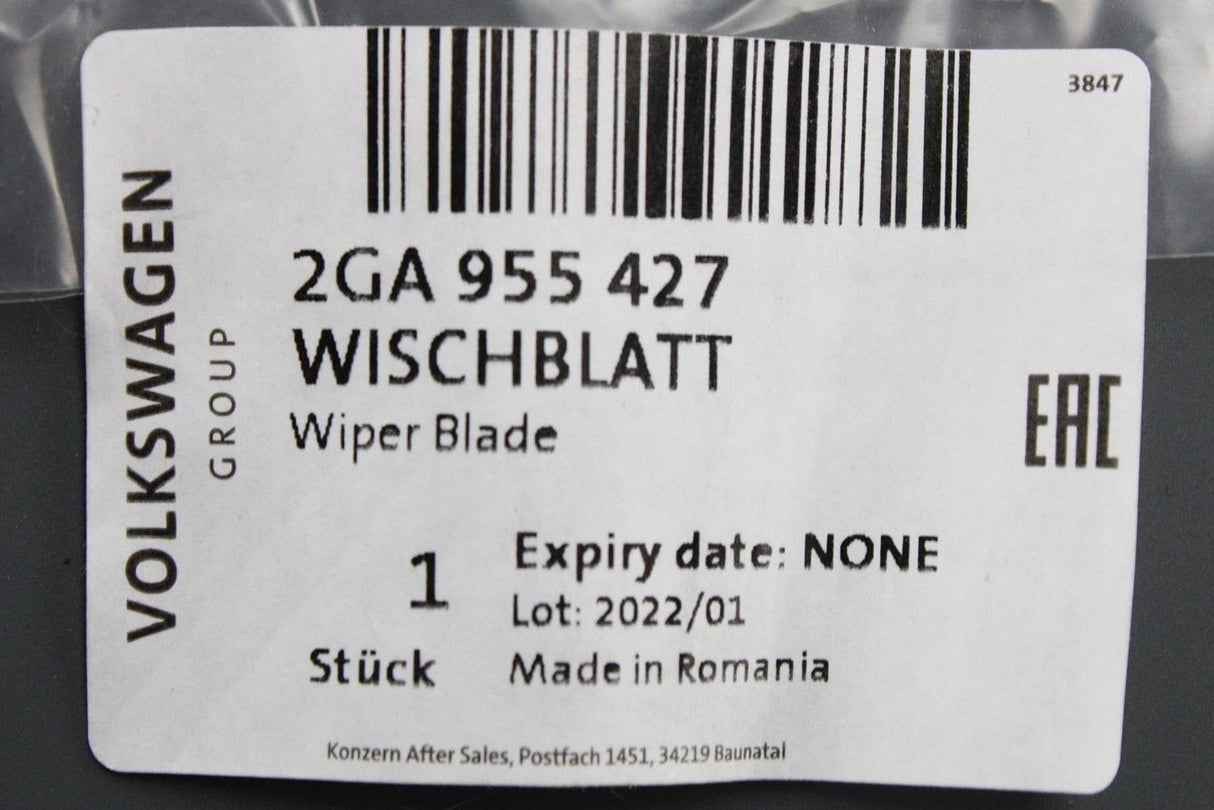 3847
VOLKSWAGEN
GROUP
2GA 955 427
WISCHBLATT
Wiper Blade
EAC
1
Stück
Expiry date: NONE
Lot: 2022/01
Made in Romania
Konzern After Sales, Postfach 1451, 34219 Baunatal